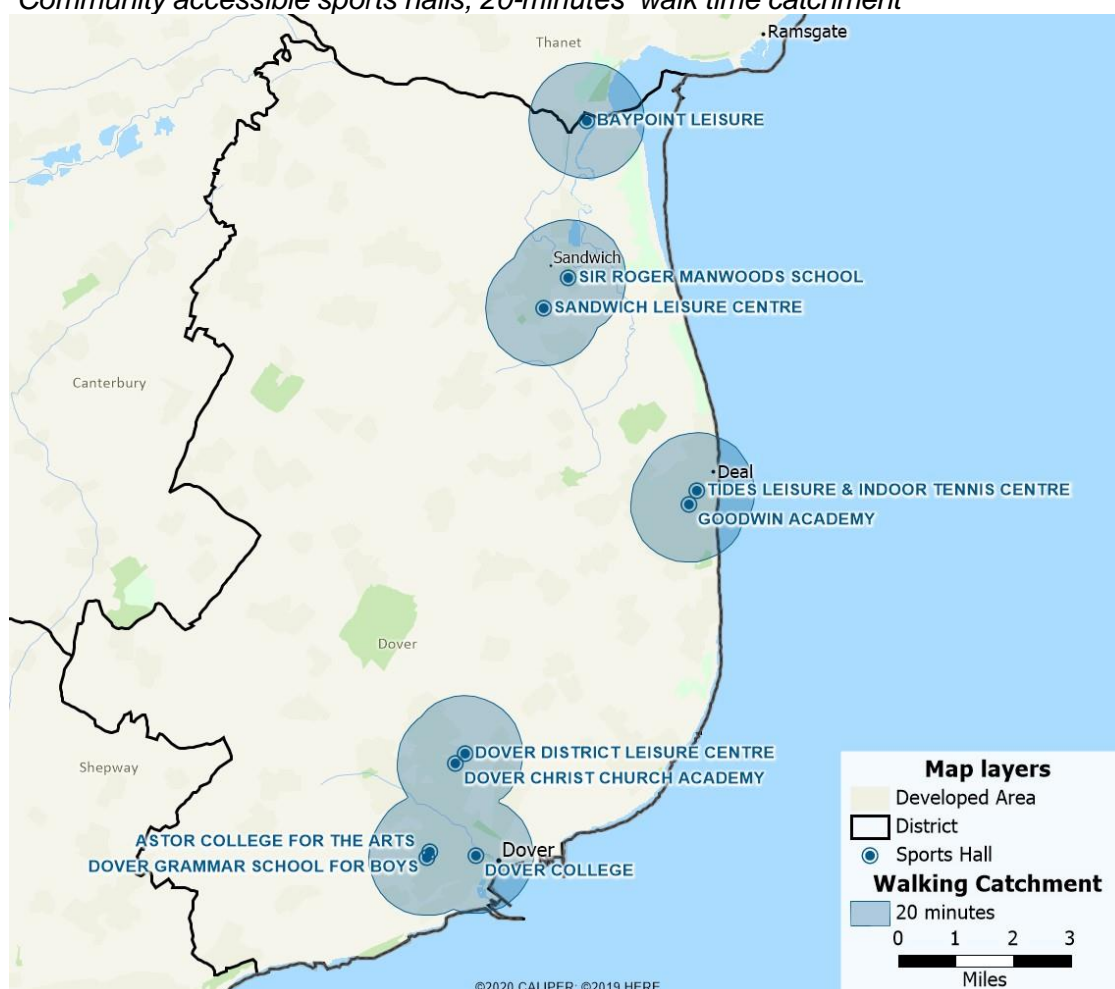 Community accessible sports halls, 20-minutes' walk time catchment
Thanet
Ramsgate
BAYPOINT LEISURE
Sandwich
SIR ROGER MANWOODS SCHOOL
SANDWICH LEISURE CENTRE
Canterbury
Deal
TIDES LEISURE & INDOOR TENNIS CENTRE
GOODWIN ACADEMY
Dover
DOVER DISTRICT LEISURE CENTRE
DOVER CHRIST CHURCH ACADEMY
Shepway
ASTOR COLLEGE FOR THE ARTS
DOVER GRAMMAR SCHOOL FOR BOYS
Dover
DOVER COLLEGE
Map layers
Developed Area
District
Sports Hall
Walking Catchment
20 minutes
0 1 2 3
Miles
©2020 CALIPER; ©2019 HERE